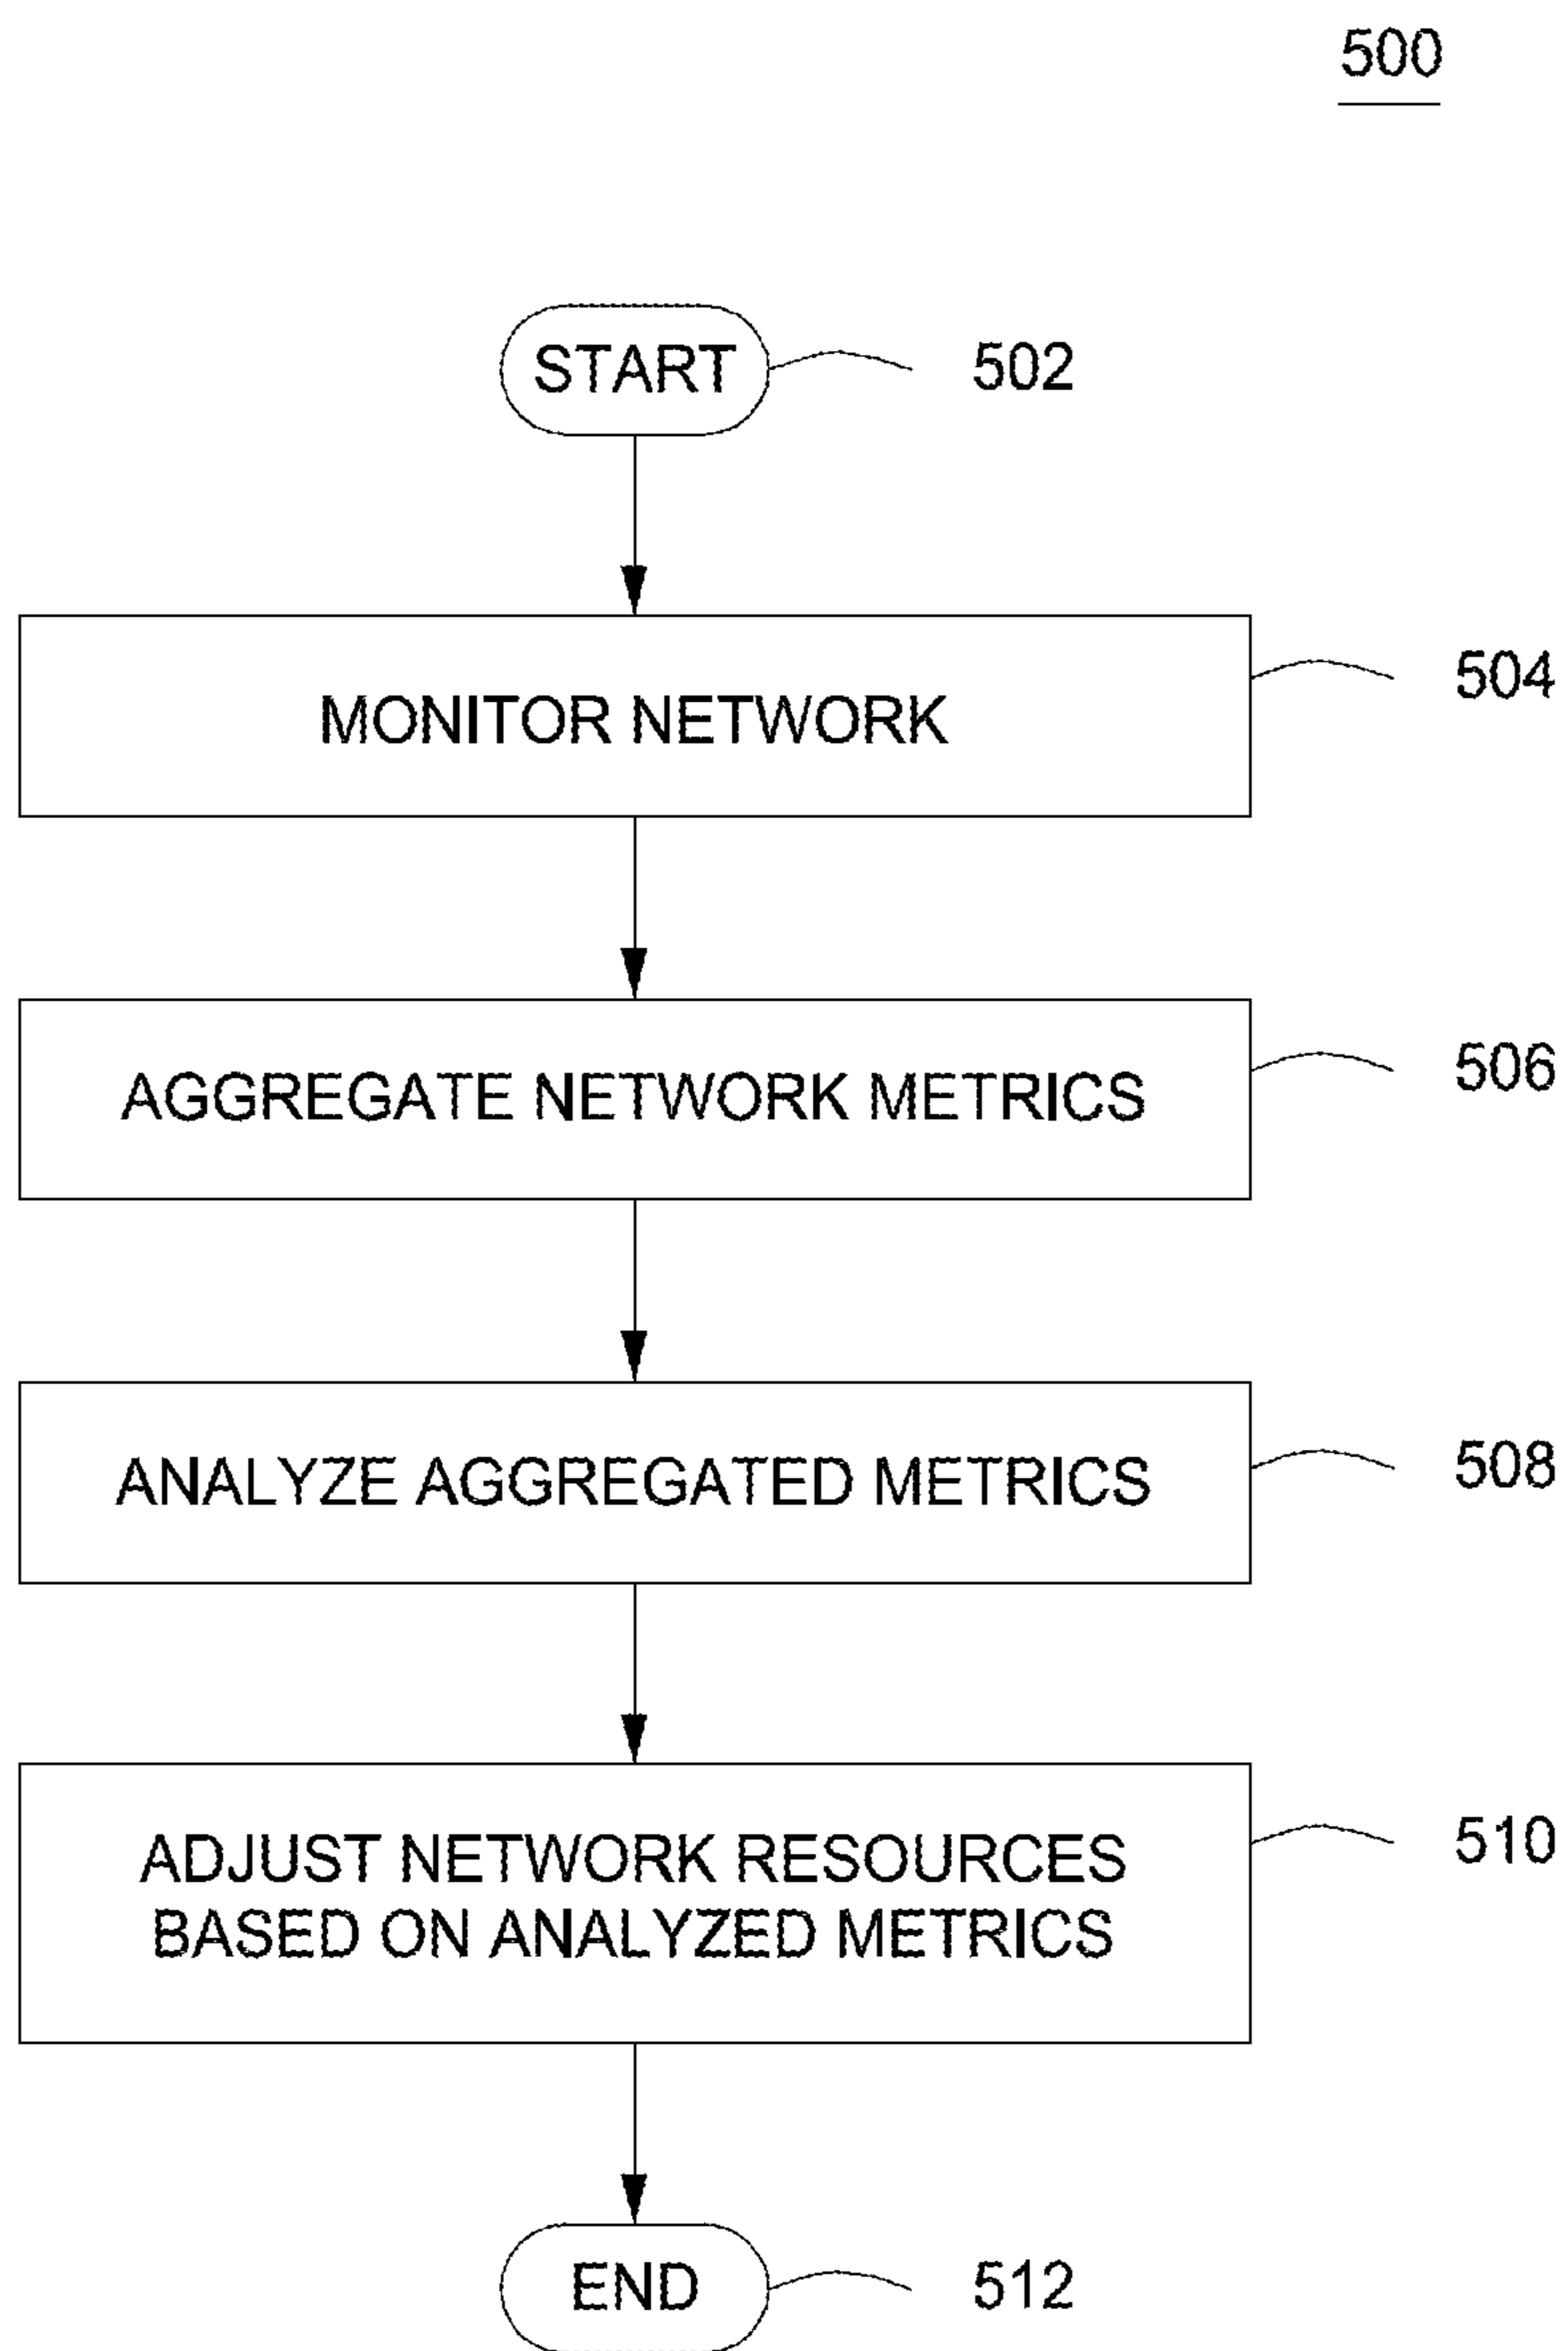 500
START
502
MONITOR NETWORK
504
AGGREGATE NETWORK METRICS
506
ANALYZE AGGREGATED METRICS
508
ADJUST NETWORK RESOURCES
BASED ON ANALYZED METRICS
510
END
512